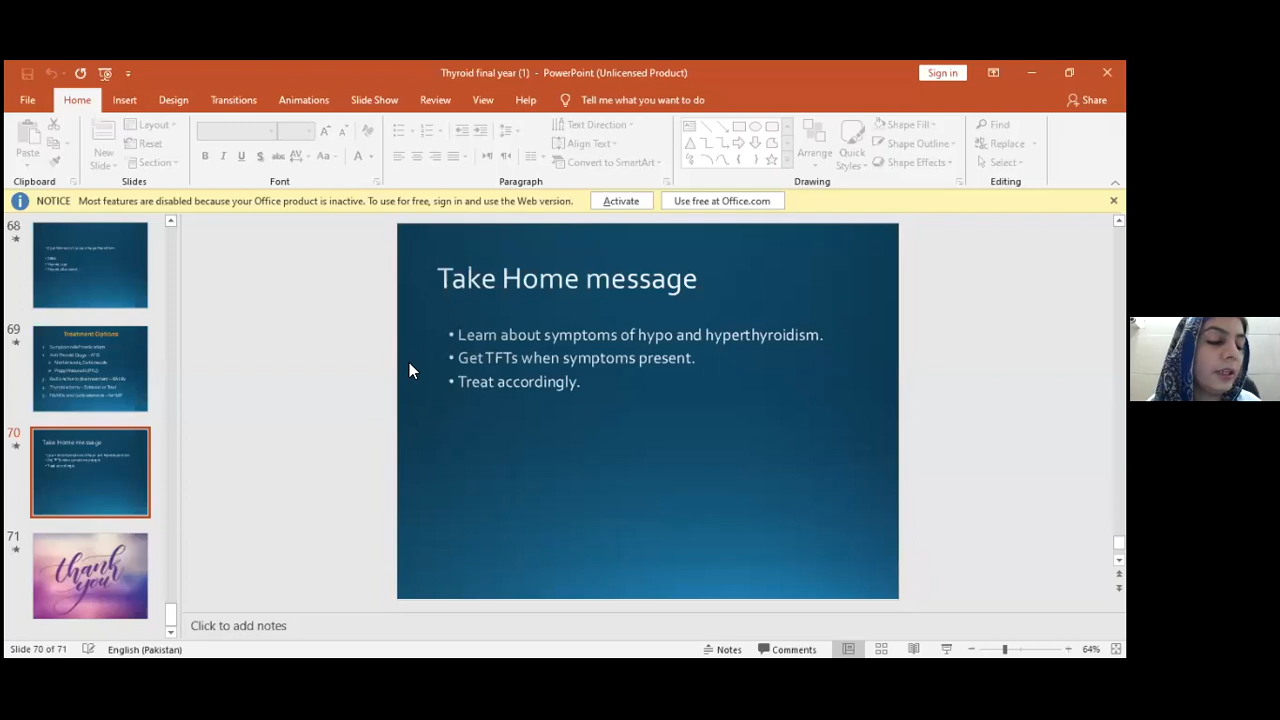 Thyroid final year (1) - PowerPoint (Unlicensed Product)
Sign in
File Home Insert Design Transitions Animations Slide Show Review View Help Tell me what you want to do Share
Paste
New Slide
Layout
Reset
Section
B I U S abc AV Aa A
Text Direction
Align Text
Convert to SmartArt
Arrange
Quick Styles
Shape Fill
Shape Outline
Shape Effects
Find
Replace
Select
Clipboard Slides Font Paragraph Drawing Editing
NOTICE Most features are disabled because your Office product is inactive. To use for free, sign in and use the Web version. Activate Use free at Office.com
68
69
Treatment Options
70
Take Home message
71
thank you
Take Home message
• Learn about symptoms of hypo and hyperthyroidism.
• Get TFTs when symptoms present.
• Treat accordingly.
Click to add notes
Slide 70 of 71 English (Pakistan) Notes Comments 64%